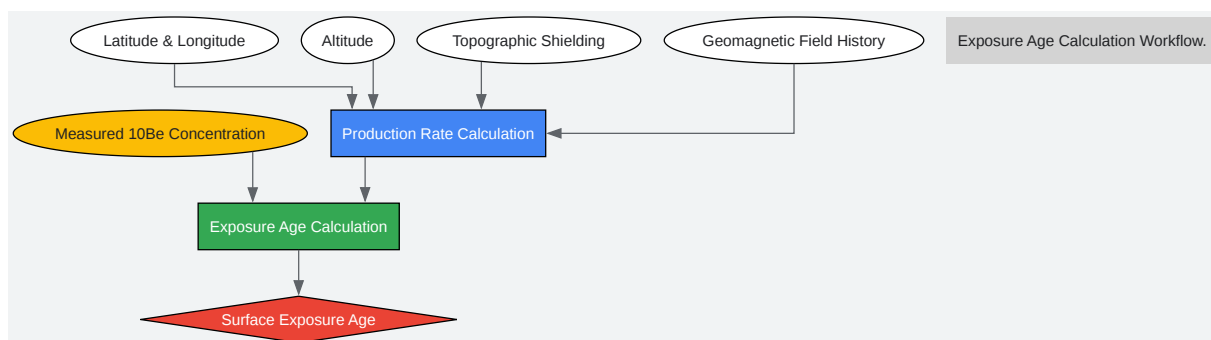 Latitude & Longitude
Altitude
Topographic Shielding
Geomagnetic Field History
Exposure Age Calculation Workflow.
Measured 10Be Concentration
Production Rate Calculation
Exposure Age Calculation
Surface Exposure Age